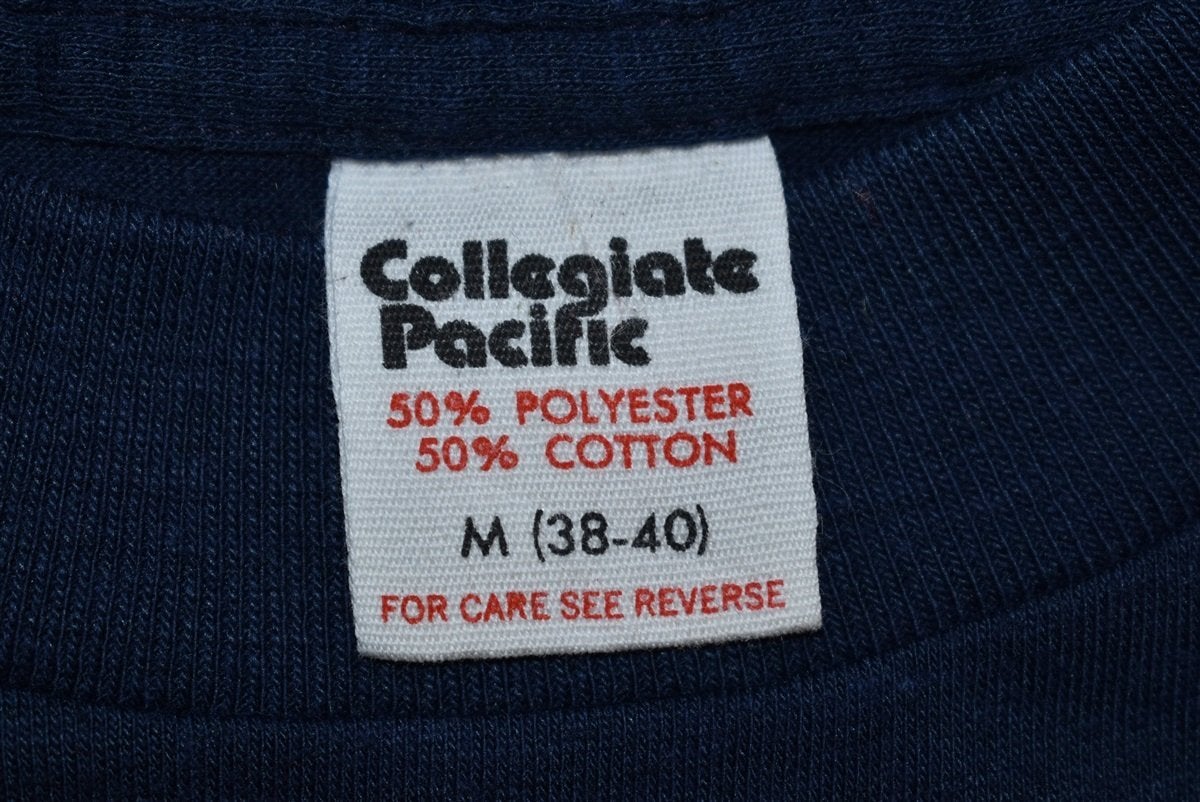 Collegiate
Pacific
50% POLYESTER
50% COTTON
M (38-40)
FOR CARE SEE REVERSE